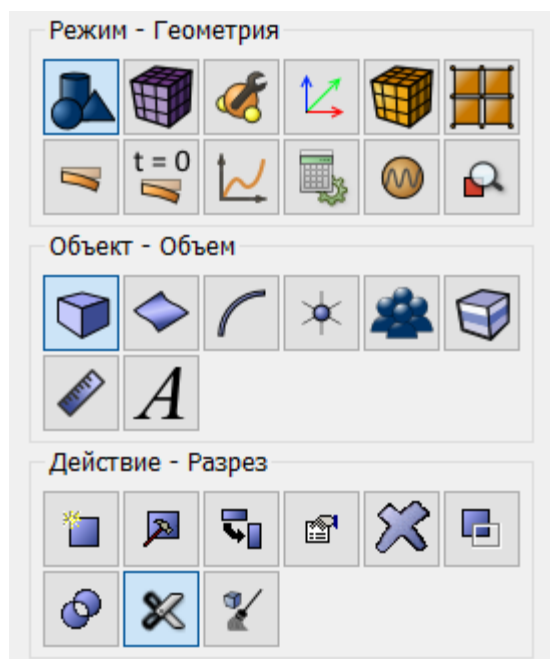 Режим - Геометрия
t = 0
Объект - Объем
A
Действие - Разрез